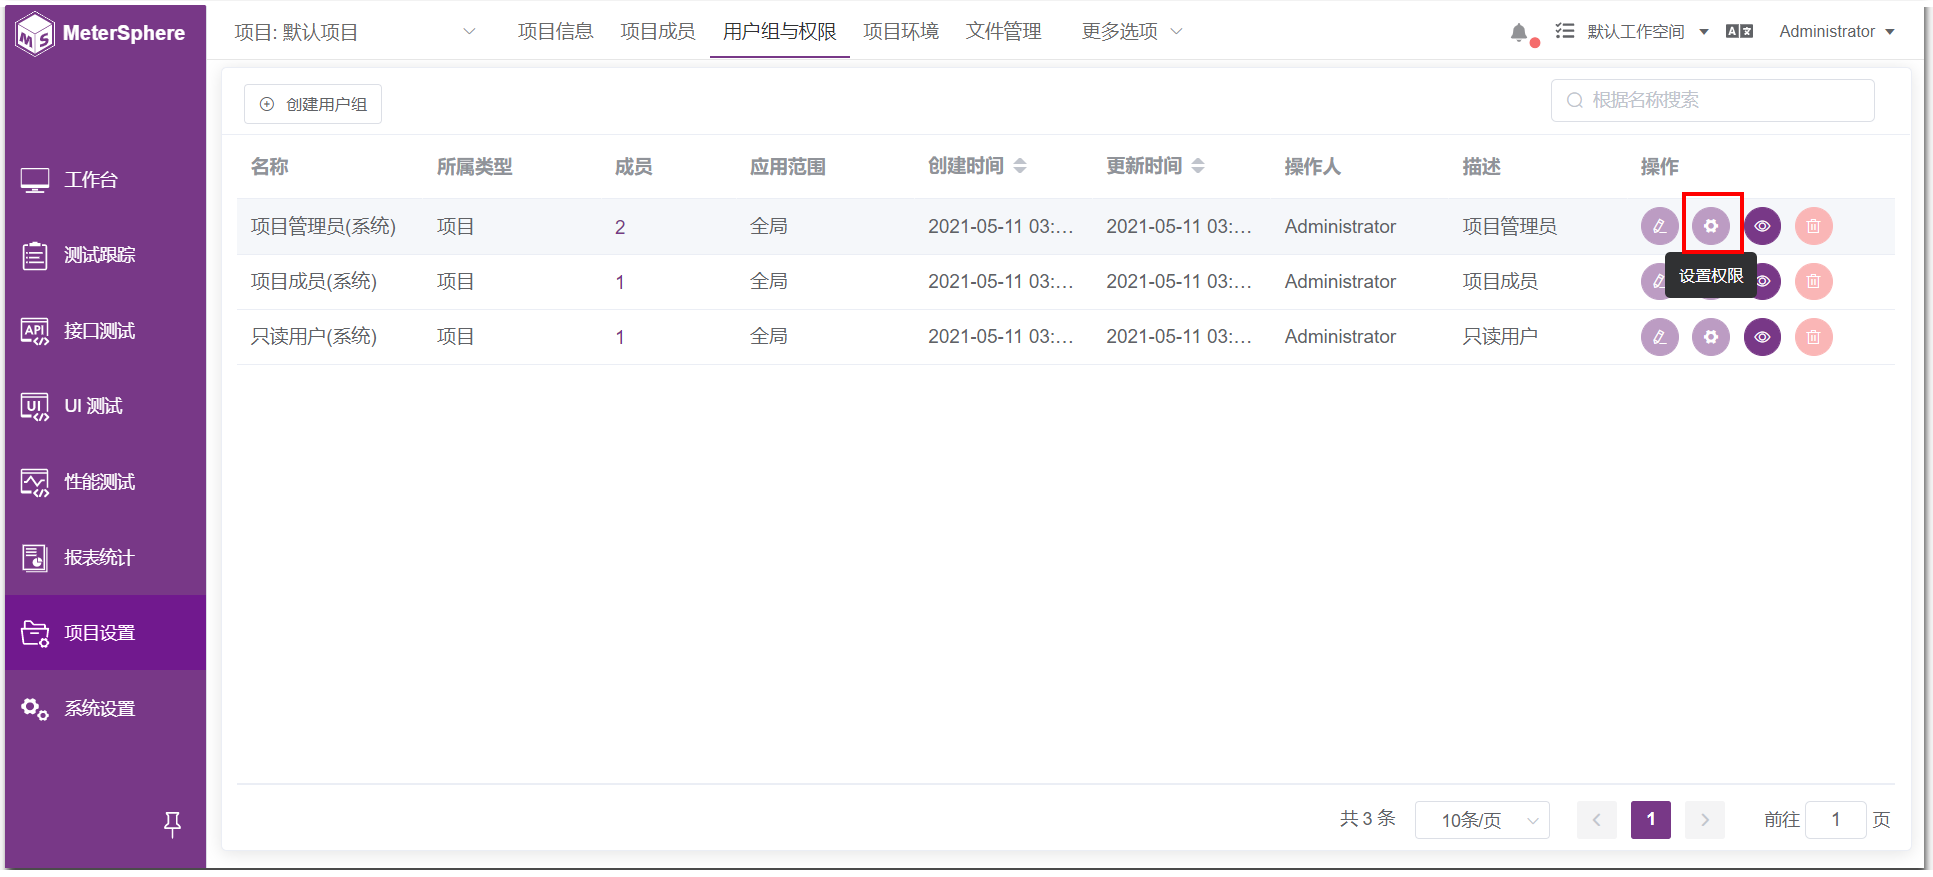 MeterSphere
项目: 默认项目
项目信息 项目成员 用户组与权限 项目环境 文件管理 更多选项
默认工作空间
Administrator
工作台
测试跟踪
API 接口测试
UI UI 测试
性能测试
报表统计
项目设置
系统设置
创建用户组
根据名称搜索
名称 所属类型 成员 应用范围 创建时间 更新时间 操作人 描述 操作
项目管理员(系统) 项目 2 全局 2021-05-11 03:... 2021-05-11 03:... Administrator 项目管理员
设置权限
项目成员(系统) 项目 1 全局 2021-05-11 03:... 2021-05-11 03:... Administrator 项目成员
只读用户(系统) 项目 1 全局 2021-05-11 03:... 2021-05-11 03:... Administrator 只读用户
共 3 条 10条/页 1 前往 1 页